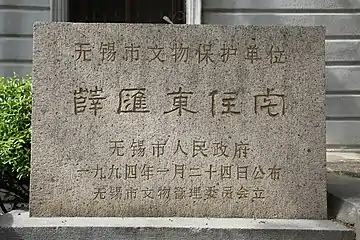 无锡市文物保护单位
薛匯東住宅
无锡市人民政府
一九九四年一月二十四日公布
无锡市文物管理委员会立